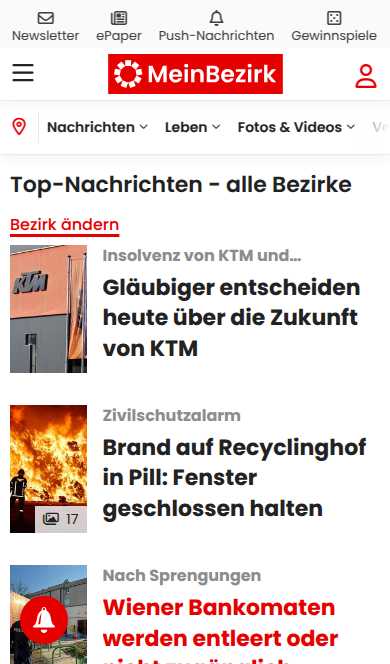 Newsletter ePaper Push-Nachrichten Gewinnspiele
MeinBezirk
Nachrichten Leben Fotos & Videos
Top-Nachrichten - alle Bezirke
Bezirk ändern
KTM
Insolvenz von KTM und...
Gläubiger entscheiden
heute über die Zukunft
von KTM
Zivilschutzalarm
Brand auf Recyclinghof
in Pill: Fenster
geschlossen halten
17
Nach Sprengungen
Wiener Bankomaten
werden entleert oder